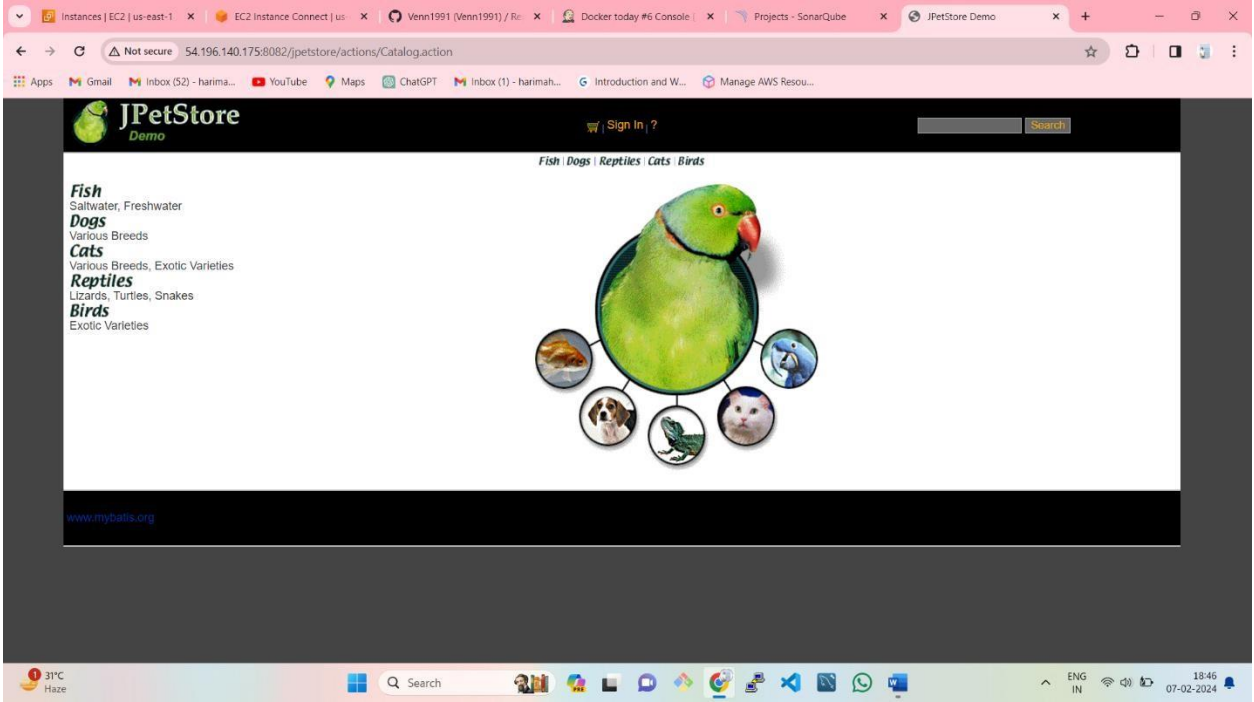 Instances | EC2 | us-east-1
EC2 Instance Connect | us-
Venn1991 (Venn1991) / Re
Docker today #6 Console [
Projects - SonarQube
JPetStore Demo
Not secure 54.196.140.175:8082/jpetstore/actions/Catalog.action
Apps Gmail Inbox (52) - harima... YouTube Maps ChatGPT Inbox (1) - harimah... Introduction and W... Manage AWS Resou...
JPetStore
Demo
| Sign In | ?
Search
Fish | Dogs | Reptiles | Cats | Birds
Fish
Saltwater, Freshwater
Dogs
Various Breeds
Cats
Various Breeds, Exotic Varieties
Reptiles
Lizards, Turtles, Snakes
Birds
Exotic Varieties
www.mybatis.org
1
31°C
Haze
Search
PRE
W
ENG
IN
18:46
07-02-2024